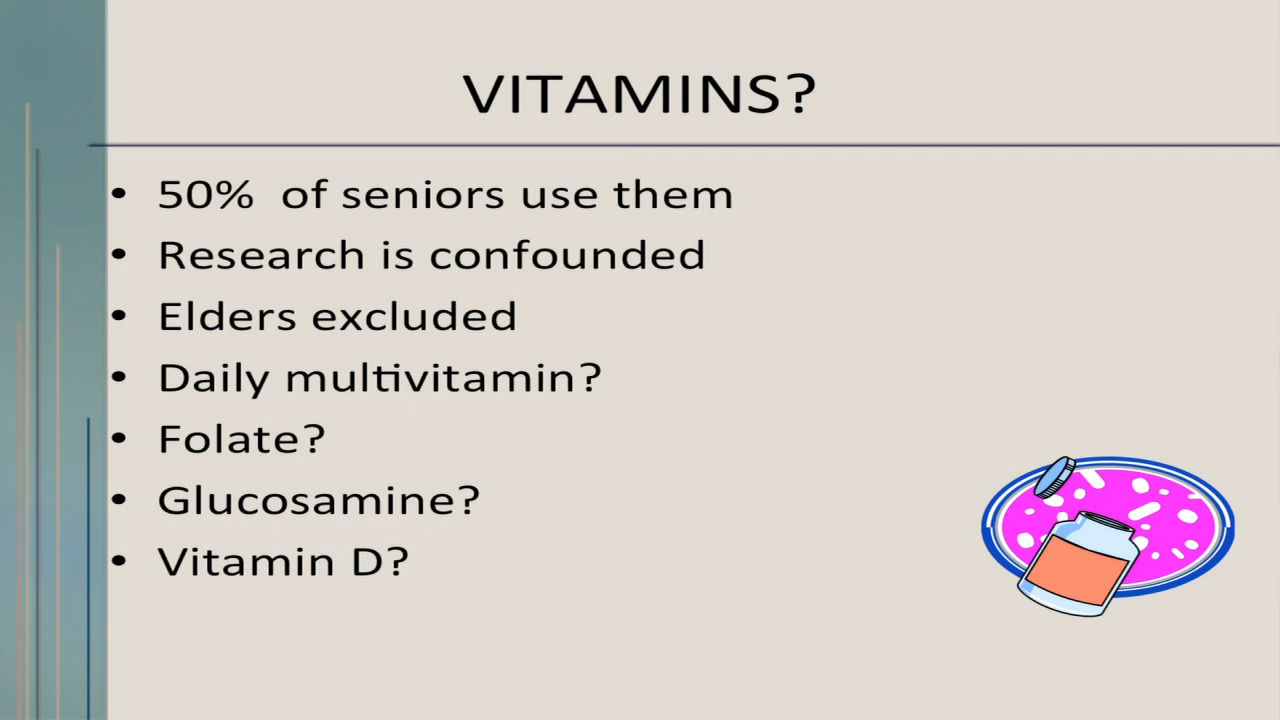 VITAMINS?
• 50%  of seniors use them
• Research is confounded
• Elders excluded
• Daily multivitamin?
• Folate?
• Glucosamine?
• Vitamin D?